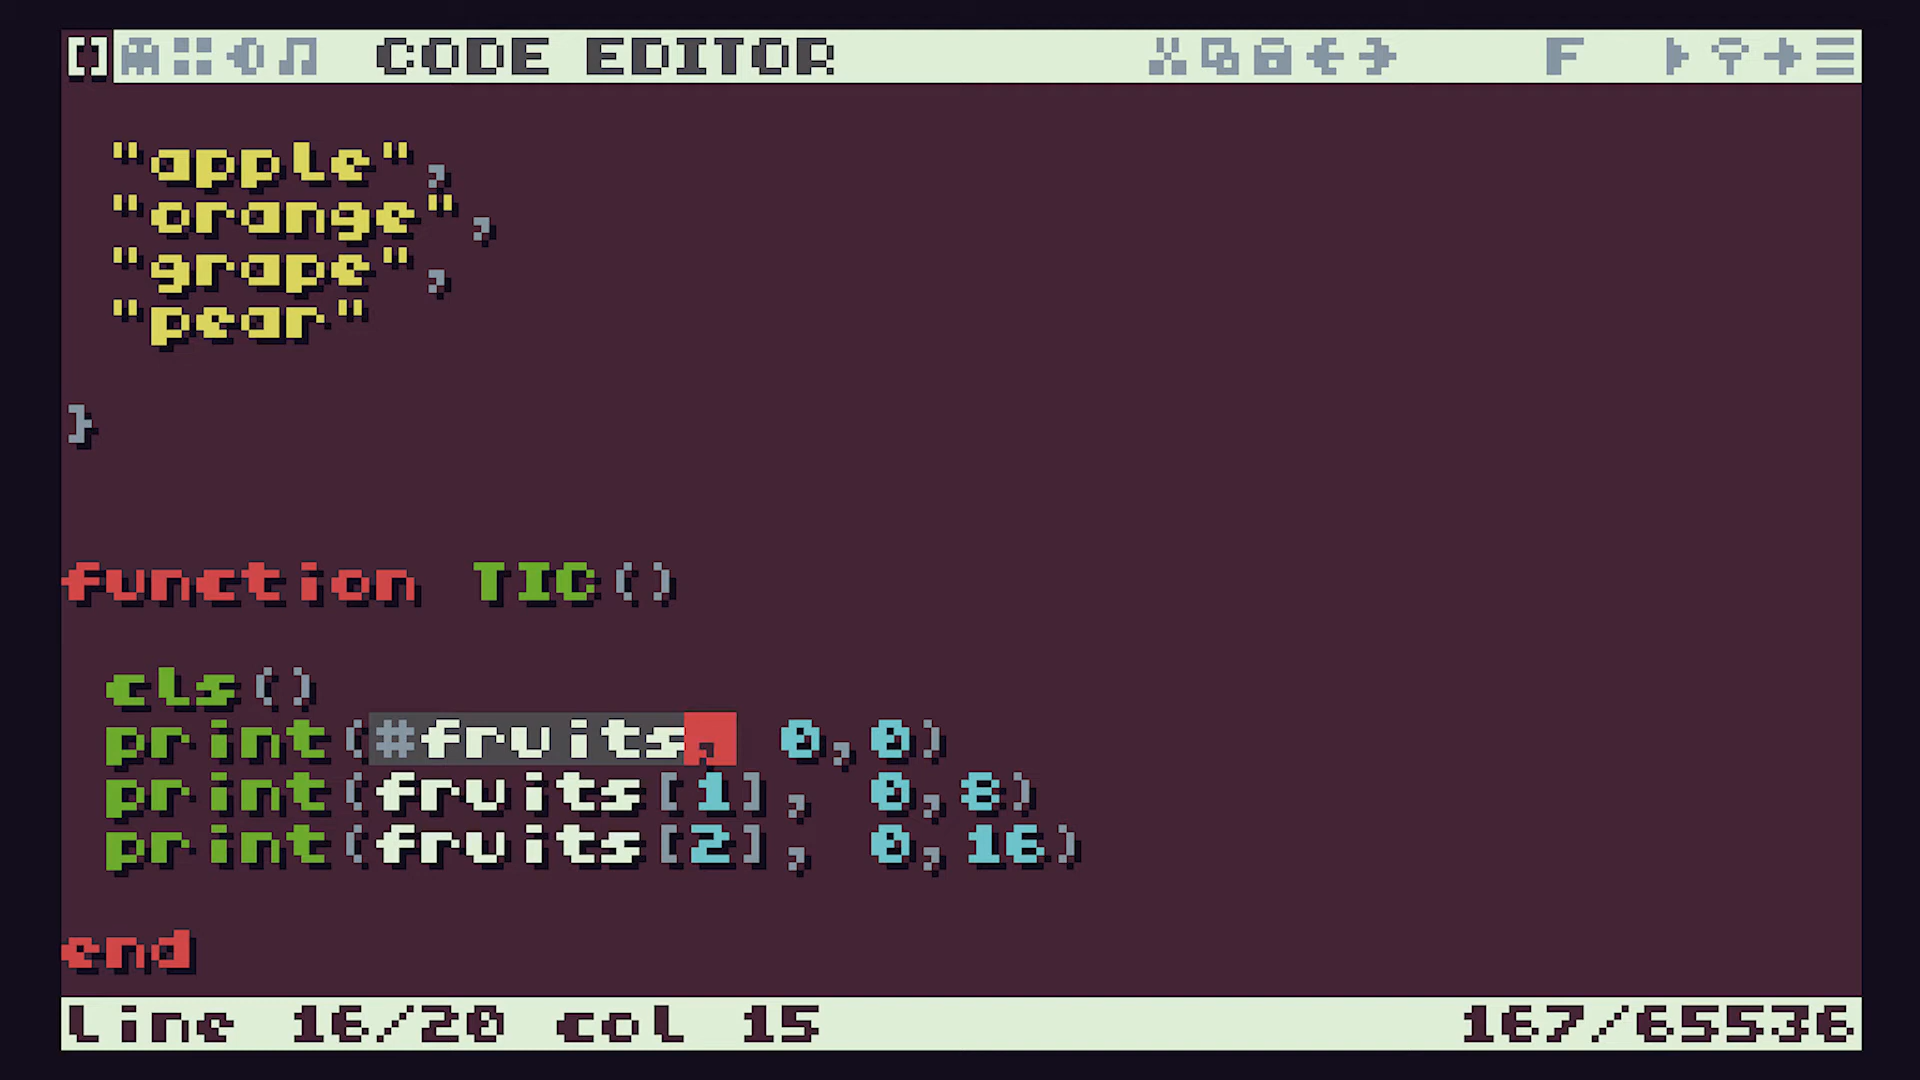 CODE EDITOR F
"apple",
"orange",
"grape",
"pear"
}
function TIC()
cls()
print(#fruits, 0,0)
print(fruits[1], 0,8)
print(fruits[2], 0,16)
end
line 16/20 col 15 167/65536